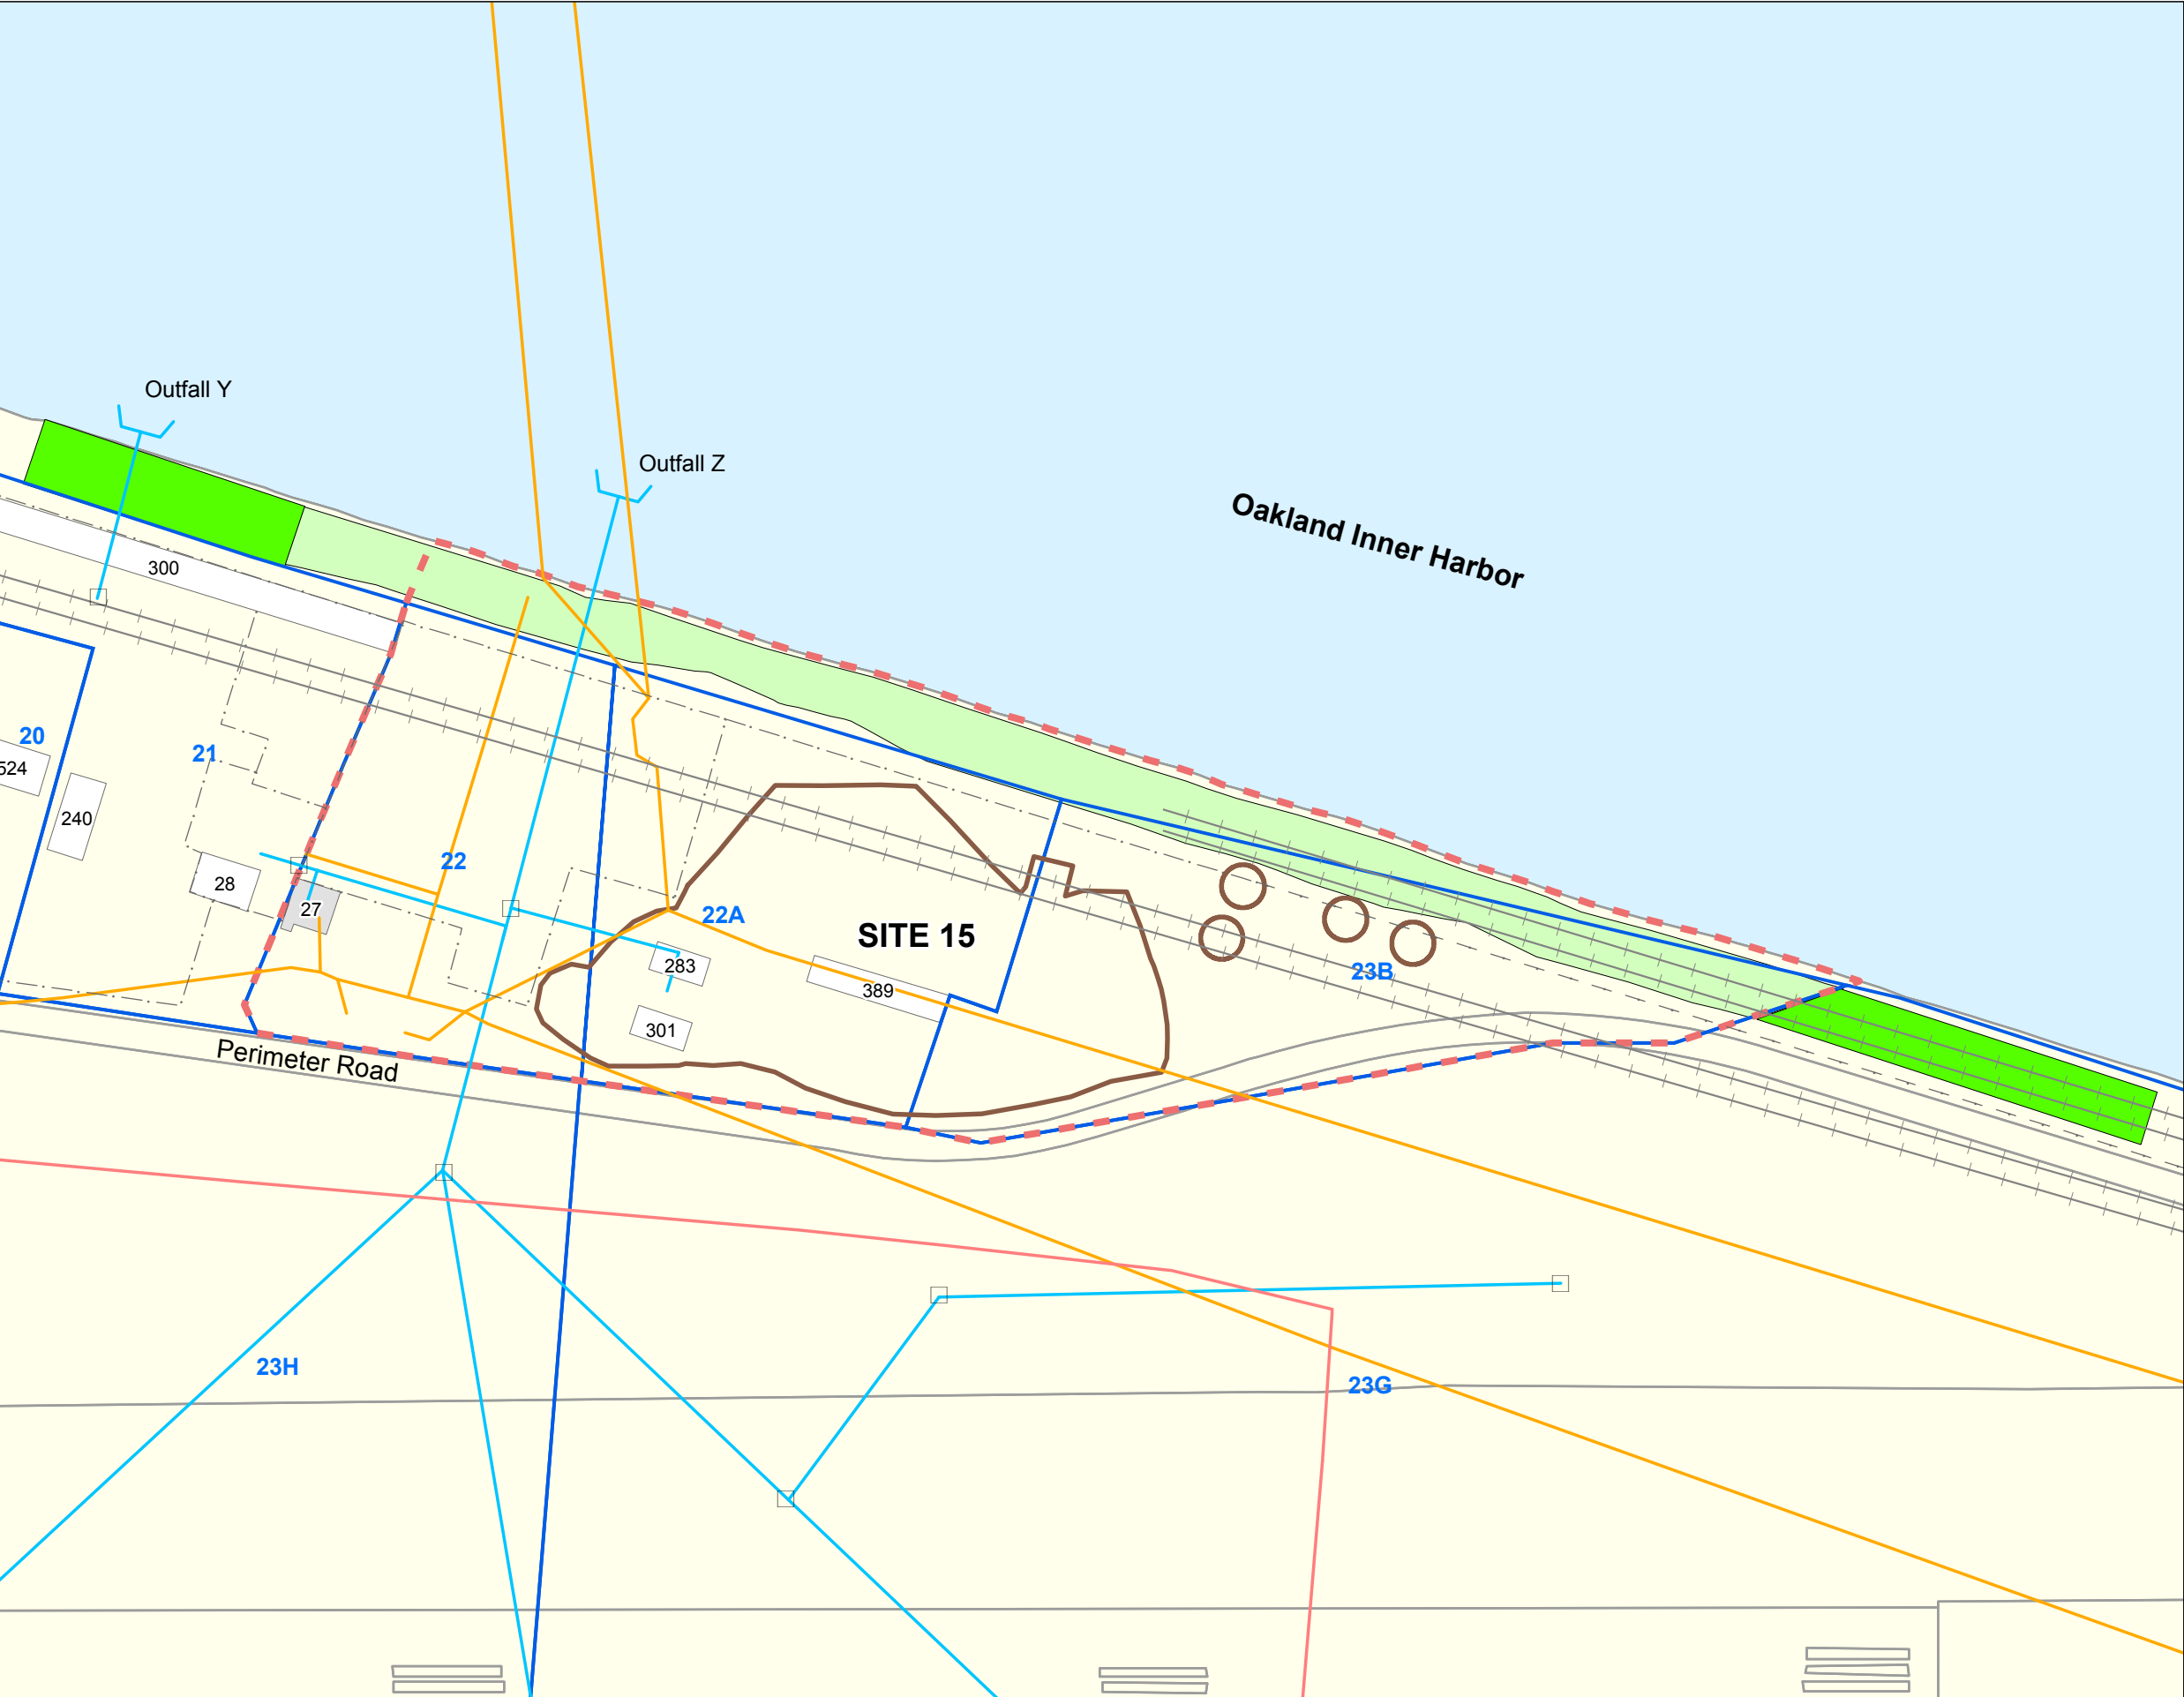 Outfall Y
Outfall Z
Oakland Inner Harbor
300
20
21
524
240
22
28
27
22A
SITE 15
283
389
23B
301
Perimeter Road
23H
23G